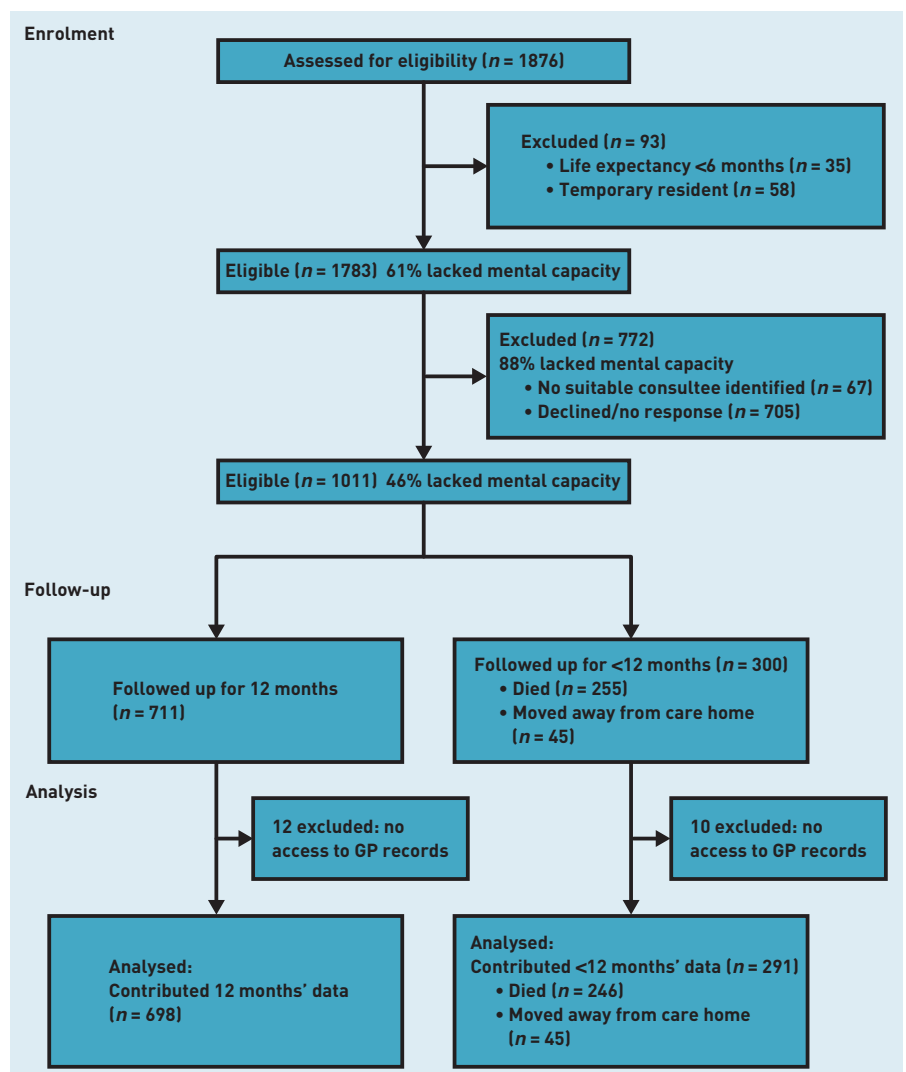 Enrolment
Assessed for eligibility (n = 1876)
Excluded (n = 93)
• Life expectancy <6 months (n = 35)
• Temporary resident (n = 58)
Eligible (n = 1783) 61% lacked mental capacity
Excluded (n = 772)
88% lacked mental capacity
• No suitable consultee identified (n = 67)
• Declined/no response (n = 705)
Eligible (n = 1011) 46% lacked mental capacity
Follow-up
Followed up for 12 months
(n = 711)
Followed up for <12 months (n = 300)
• Died (n = 255)
• Moved away from care home
(n = 45)
Analysis
12 excluded: no
access to GP records
10 excluded: no
access to GP records
Analysed:
Contributed 12 months’ data
(n = 698)
Analysed:
Contributed <12 months’ data (n = 291)
• Died (n = 246)
• Moved away from care home
(n = 45)